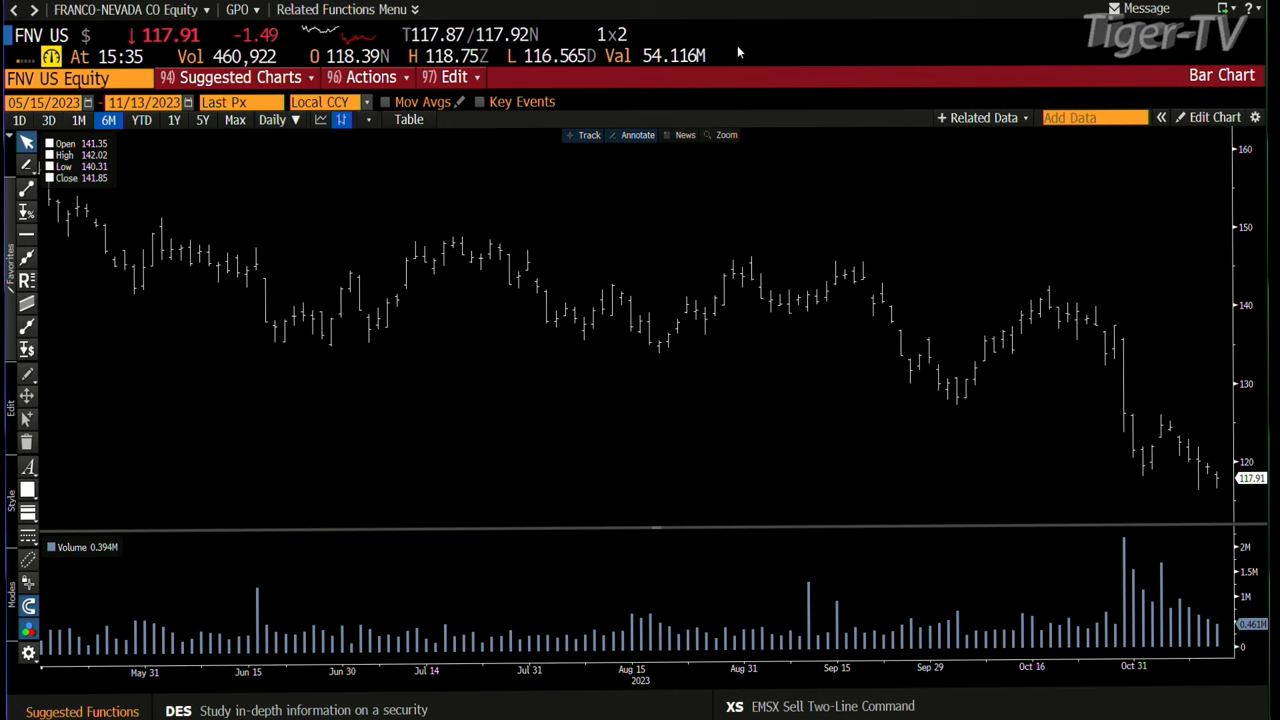 FRANCO-NEVADA CO Equity GPO Related Functions Menu Message ?
Tiger-TV
FNV US $ ↓117.91 -1.49 T117.87/117.92N 1x2
At 15:35 Vol 460,922 O 118.39N H 118.75Z L 116.565D Val 54.116M
FNV US Equity 94) Suggested Charts 96) Actions 97) Edit Bar Chart
05/15/2023 - 11/13/2023 Last Px Local CCY Mov Avgs Key Events
1D 3D 1M 6M YTD 1Y 5Y Max Daily ▼ Table + Related Data Add Data « Edit Chart
Track Annotate News Zoom
Open 141.35
High 142.02
Low 140.31
Close 141.85
160
150
140
130
120
117.91
Favorites
Edit
Style
Modes
Volume 0.394M
2M
1.5M
1M
0.461M
0
May 31 Jun 15 Jun 30 Jul 14 Jul 31 Aug 15 Aug 31 Sep 15 Sep 29 Oct 16 Oct 31
2023
Suggested Functions DES Study in-depth information on a security XS EMSX Sell Two-Line Command